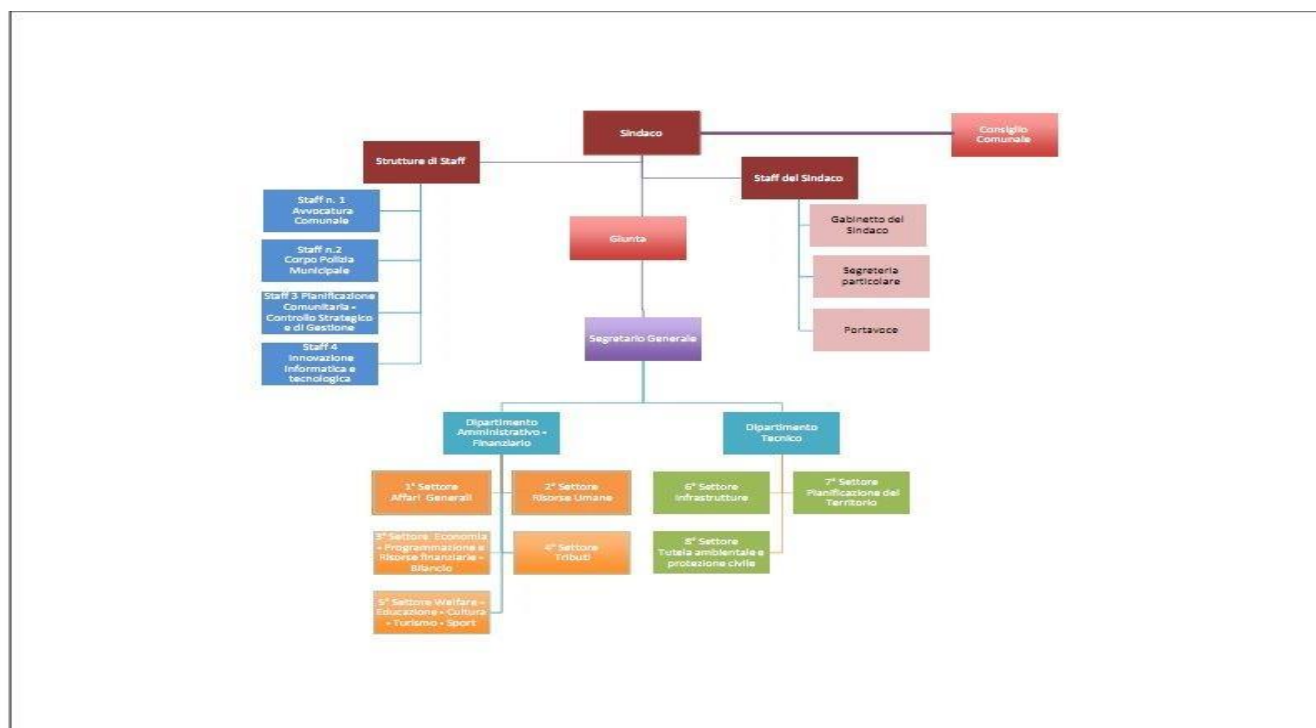 Sindaco
Consiglio
Comunale
Strutture di Staff
Staff del Sindaco
Staff n. 1
Avvocatura
Comunale
Staff n.2
Corpo Polizia
Municipale
Staff 3 Pianificazione
Comunitaria -
Controllo Strategico
e di Gestione
Staff 4
Innovazione
Informatica e
tecnologica
Giunta
Gabinetto del
Sindaco
Segreteria
particolare
Portavoce
Segretario Generale
Dipartimento
Amministrativo -
Finanziario
Dipartimento
Tecnico
1° Settore
Affari Generali
2° Settore
Risorse Umane
3° Settore Economia
- Programmazione e
Risorse finanziarie -
Bilancio
4° Settore
Tributi
5° Settore Welfare -
Educazione - Cultura
- Turismo - Sport
6° Settore
Infrastrutture
7° Settore
Pianificazione del
Territorio
8° Settore
Tutela ambientale e
protezione civile